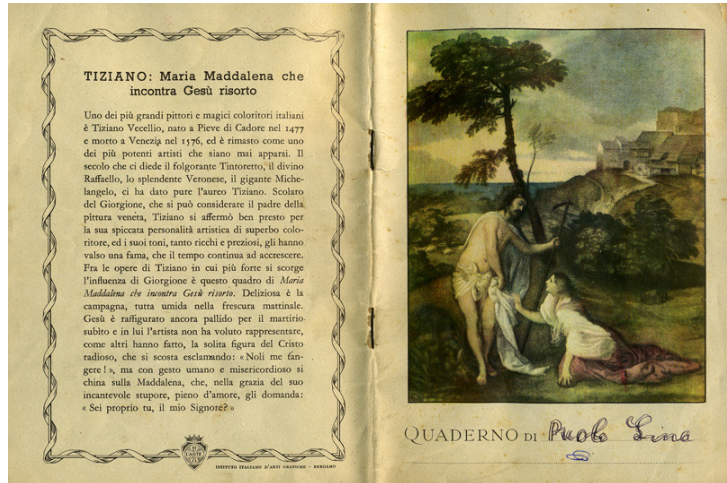 TIZIANO: Maria Maddalena che
incontra Gesù risorto
Uno dei più grandi pittori e magici coloritori italiani
è Tiziano Vecellio, nato a Pieve di Cadore nel 1477
e morto a Venezia nel 1576, ed è rimasto come uno
dei più potenti artisti che siano mai apparsi. Il
secolo che ci diede il folgorante Tintoretto, il divino
Raffaello, lo splendente Veronese, il gigante Miche-
langelo, ci ha dato pure l'aureo Tiziano. Scolaro
del Giorgione, che si può considerare il padre della
pittura veneta, Tiziano si affermò ben presto per
la sua spiccata personalità artistica di superbo colo-
ritore, ed i suoi toni, tanto ricchi e preziosi, gli hanno
valso una fama, che il tempo continua ad accrescere.
Fra le opere di Tiziano in cui più forte si scorge
l'influenza di Giorgione è questo quadro di Maria
Maddalena che incontra Gesù risorto. Deliziosa è la
campagna, tutta umida nella frescura mattinale.
Gesù è raffigurato ancora pallido per il martirio
subìto e in lui l'artista non ha voluto rappresentare,
come altri hanno fatto, la solita figura del Cristo
radioso, che si scosta esclamando: « Noli me fan-
gere! », ma con gesto umano e misericordioso si
china sulla Maddalena, che, nella grazia del suo
incantevole stupore, pieno d'amore, gli domanda:
« Sei proprio tu, il mio Signore? »
ISTITUTO ITALIANO D'ARTI GRAFICHE - BERGAMO
QUADERNO DI Paolo Lino